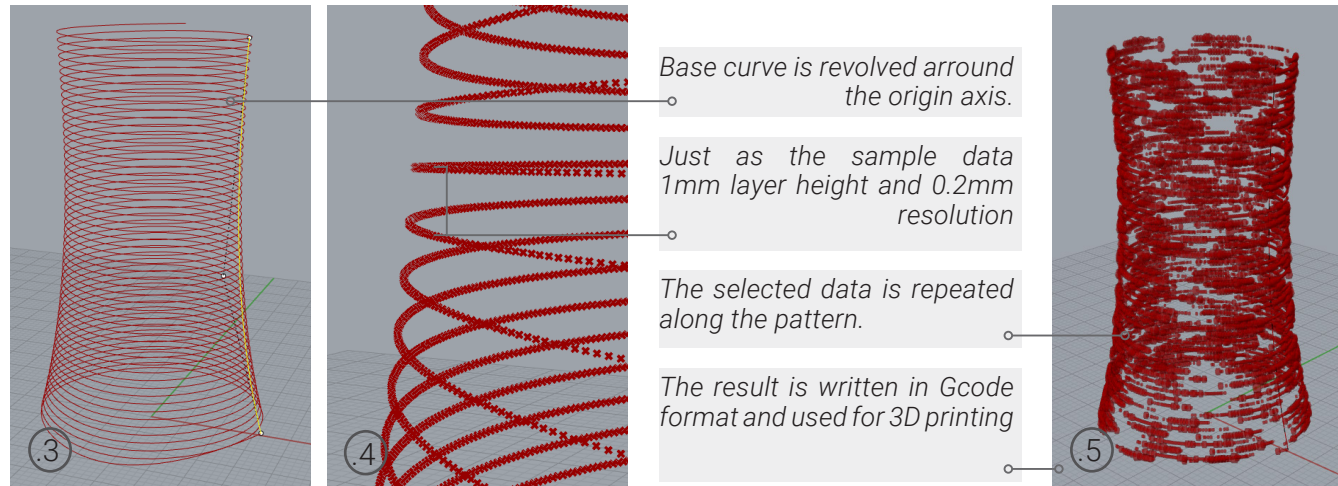 Base curve is revolved arround
the origin axis.
Just as the sample data
1mm layer height and 0.2mm
resolution
The selected data is repeated
along the pattern.
The result is written in Gcode
format and used for 3D printing
.3
.4
.5